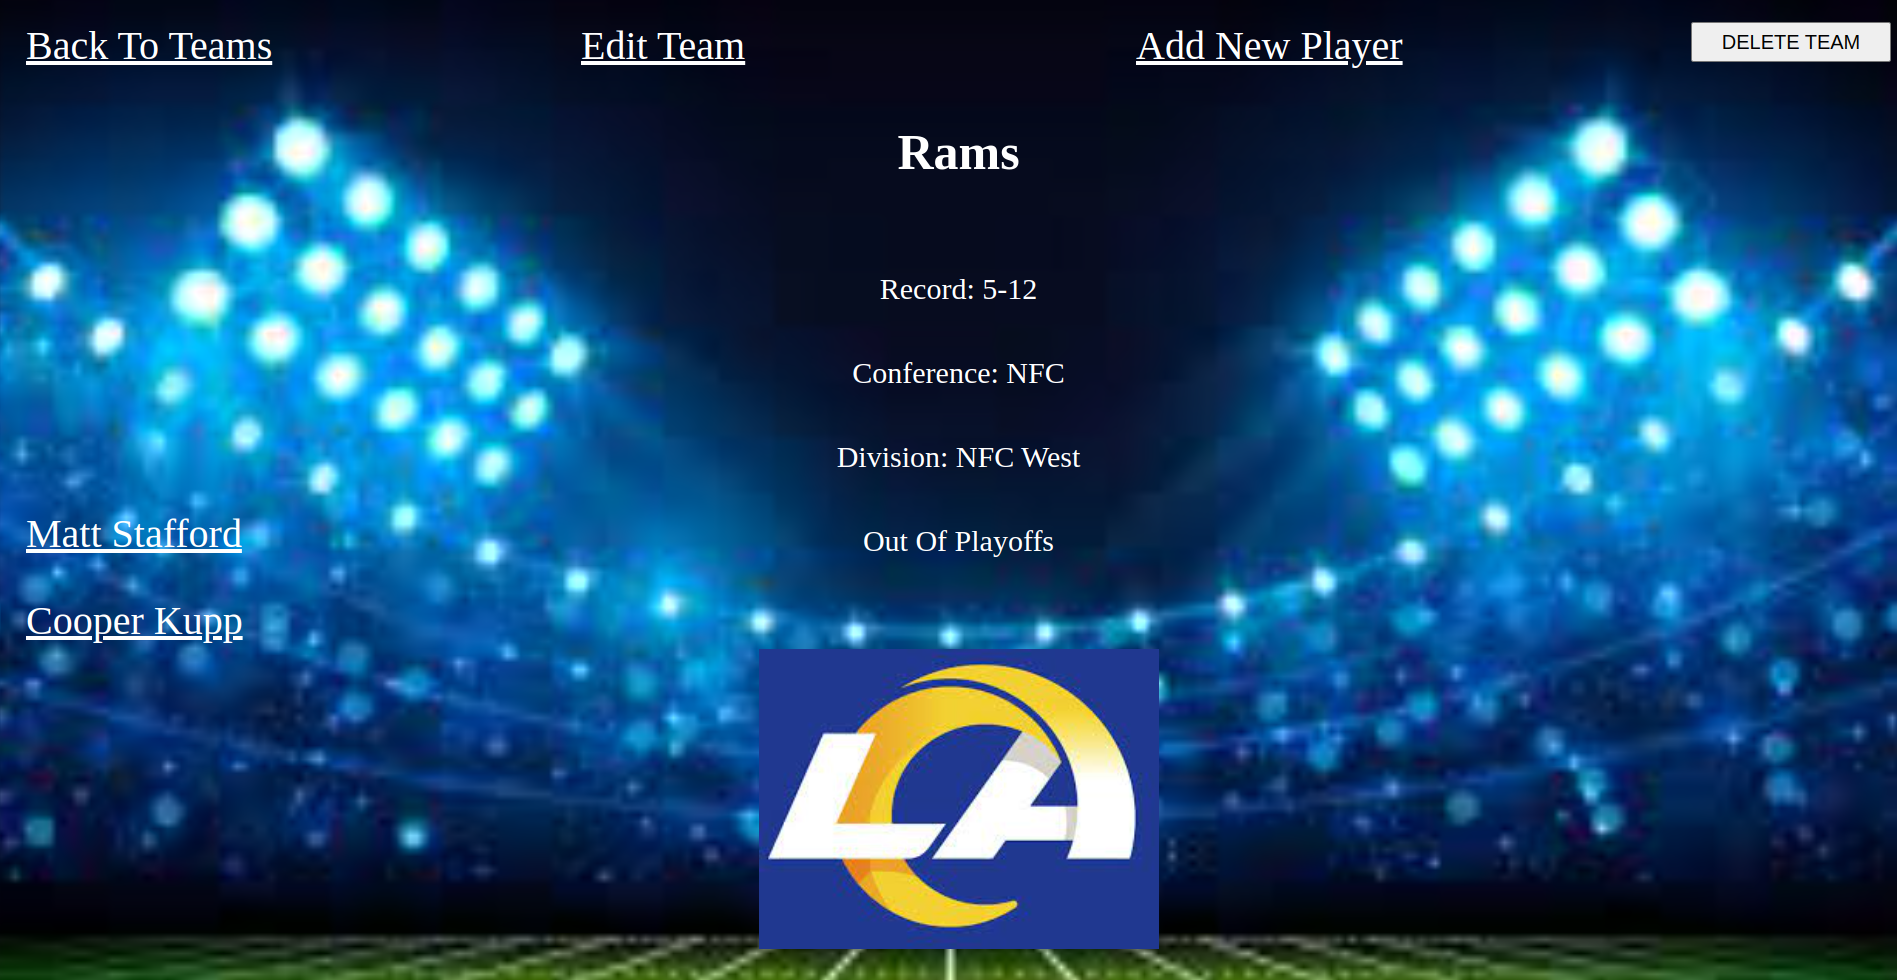 Back To Teams
Edit Team
Add New Player
DELETE TEAM
Rams
Record: 5-12
Conference: NFC
Division: NFC West
Out Of Playoffs
Matt Stafford
Cooper Kupp
LA